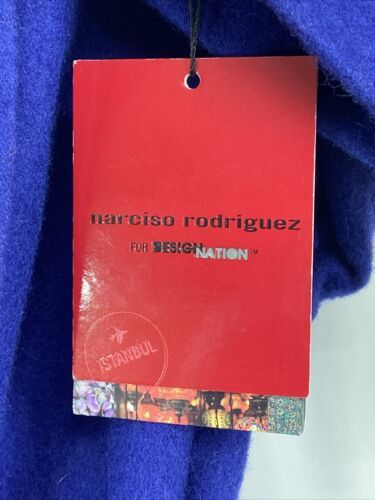 narciso rodriguez
FOR DESIGN NATION™
ISTANBUL